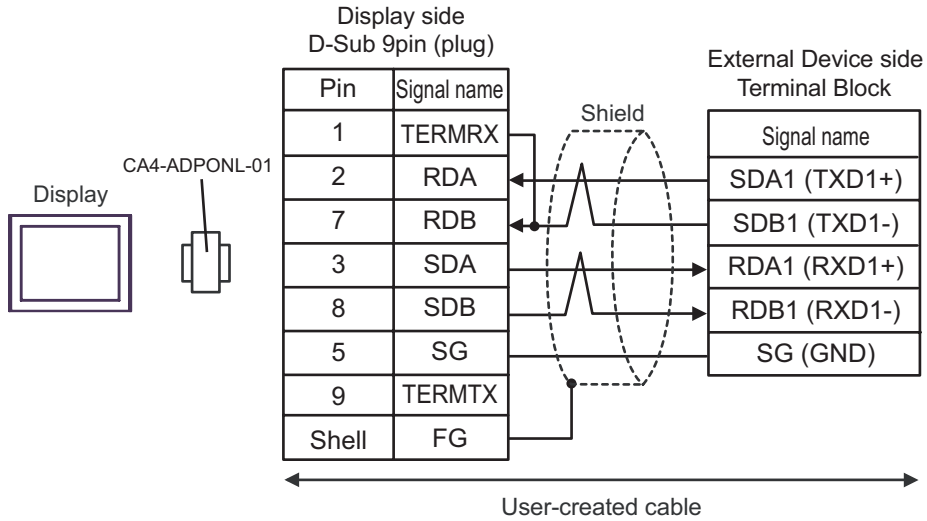 Display side
D-Sub 9pin (plug)
External Device side
Terminal Block
Pin Signal name
Shield
Signal name
1 TERMRX
CA4-ADPONL-01
2 RDA
SDA1 (TXD1+)
Display
7 RDB
SDB1 (TXD1-)
3 SDA
RDA1 (RXD1+)
8 SDB
RDB1 (RXD1-)
5 SG
SG (GND)
9 TERMTX
Shell FG
User-created cable